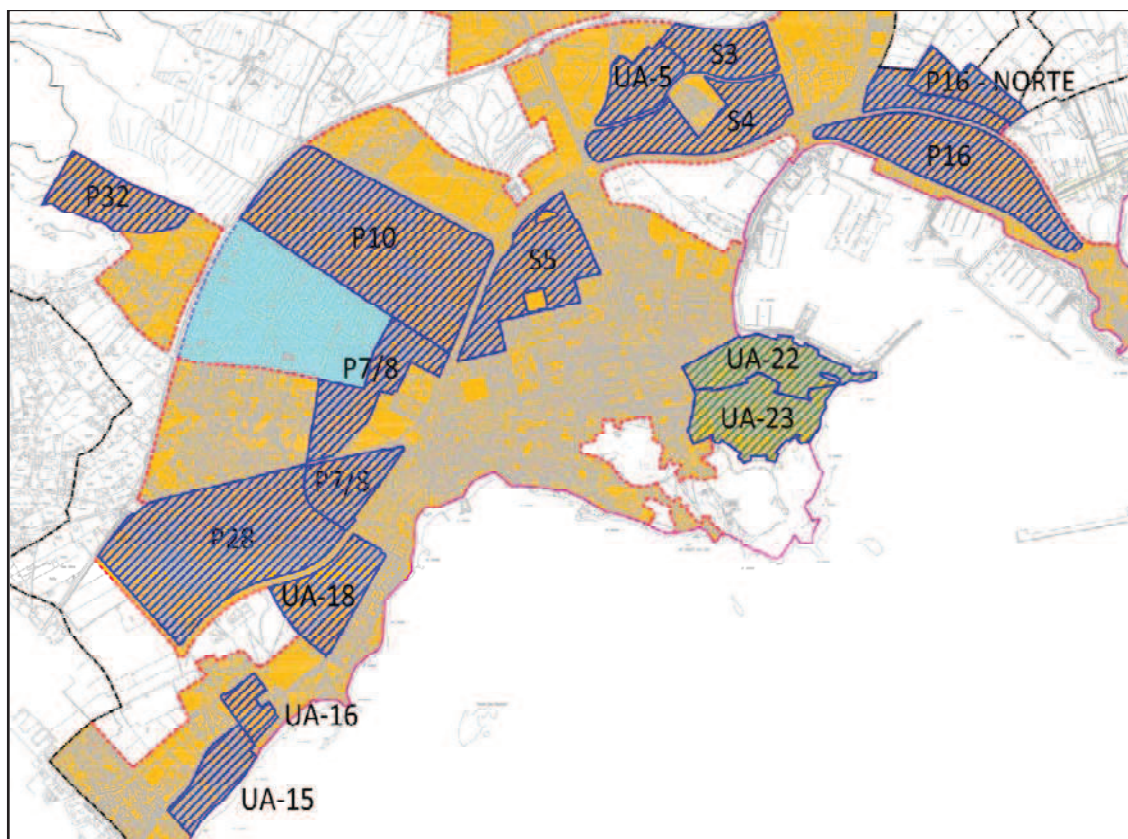 S3
UA-5
P16 - NORTE
S4
P16
P32
P10
S5
P7/8
UA-22
UA-23
P7/8
P28
UA-18
UA-16
UA-15